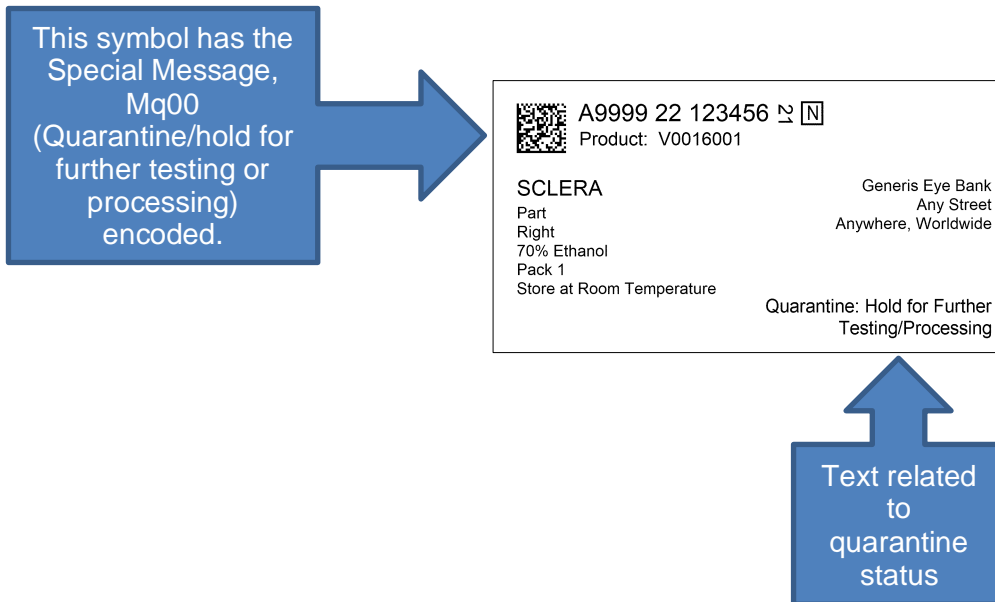 This symbol has the
Special Message,
Mq00
(Quarantine/hold for
further testing or
processing)
encoded.
A9999 22 123456 21 N
Product: V0016001
SCLERA
Part
Right
70% Ethanol
Pack 1
Store at Room Temperature
Generis Eye Bank
Any Street
Anywhere, Worldwide
Quarantine: Hold for Further
Testing/Processing
Text related
to
quarantine
status